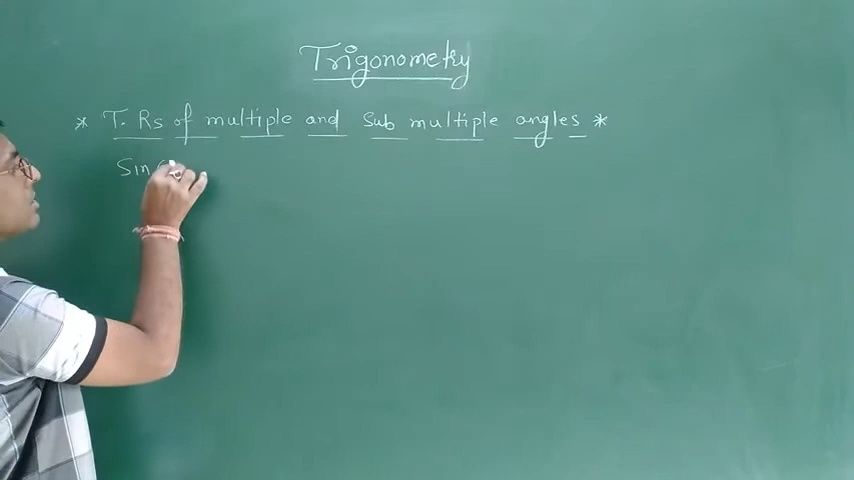 Trigonometry
* T. Rs of multiple and Sub multiple angles *
Sin